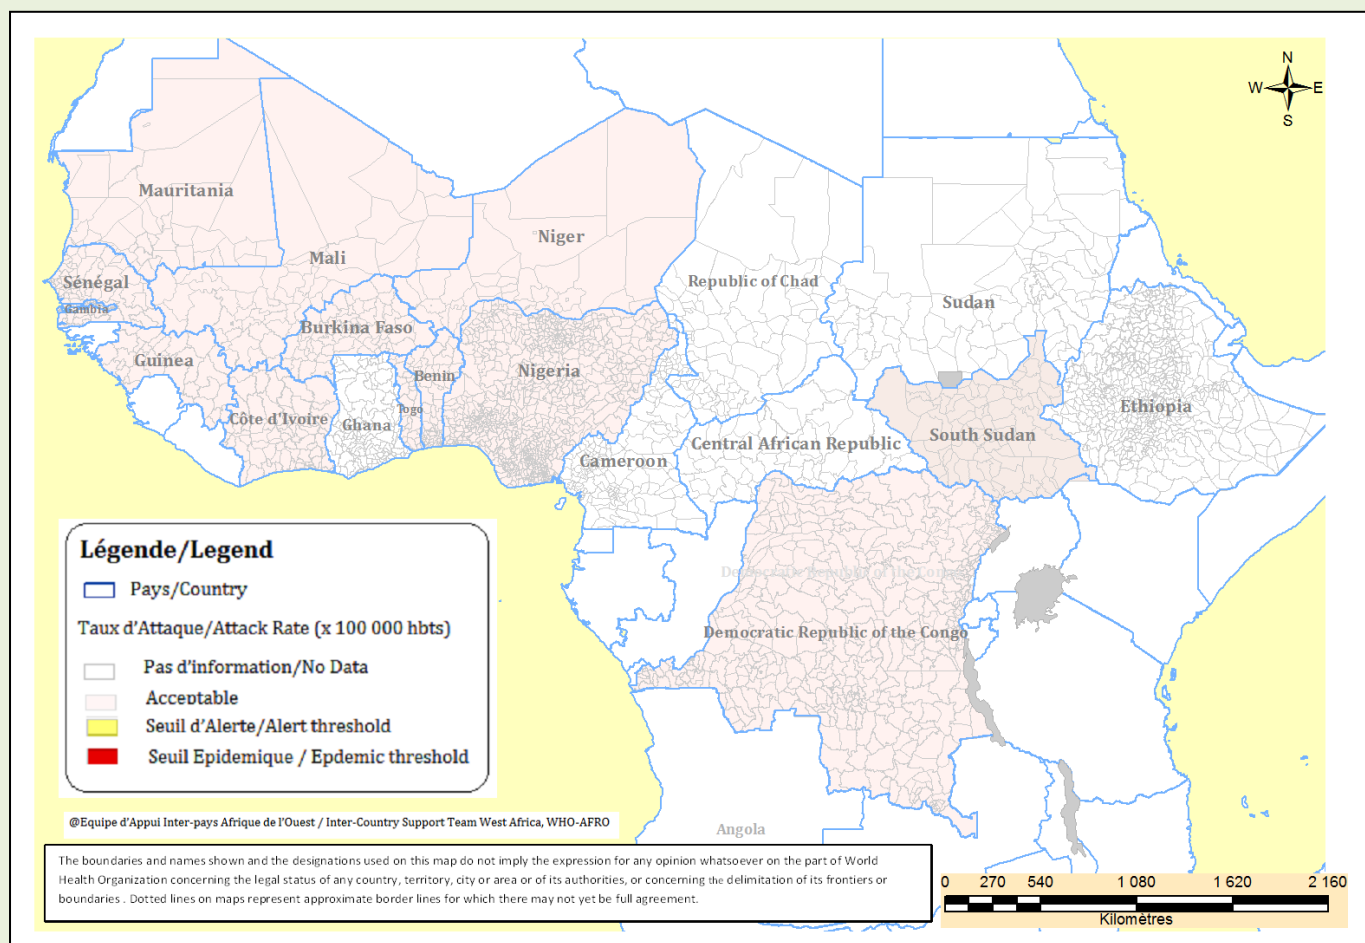 N
W
E
S
Mauritania
Mali
Niger
Republic of Chad
Sudan
Sénégal
Gambia
Burkina Faso
Guinea
Benin
Nigeria
Togo
Côte d'Ivoire
Ghana
Ethiopia
Central African Republic
South Sudan
Cameroon
Democratic Republic of the Congo
Democratic Republic of the Congo
Angola
Légende/Legend
Pays/Country
Taux d'Attaque/Attack Rate (x 100 000 hbts)
Pas d'information/No Data
Acceptable
Seuil d'Alerte/Alert threshold
Seuil Epidemique / Epdemic threshold
@Equipe d'Appui Inter-pays Afrique de l'Ouest / Inter-Country Support Team West Africa, WHO-AFRO
The boundaries and names shown and the designations used on this map do not imply the expression for any opinion whatsoever on the part of World
Health Organization concerning the legal status of any country, territory, city or area or of its authorities, or concerning the delimitation of its frontiers or
boundaries . Dotted lines on maps represent approximate border lines for which there may not yet be full agreement.
0 270 540 1 080 1 620 2 160
Kilomètres